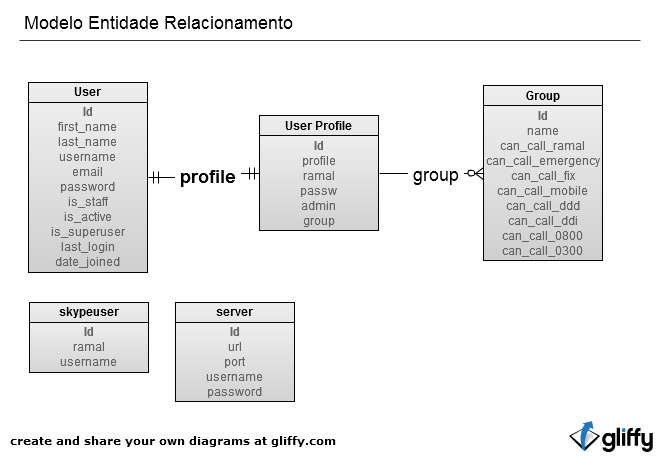 Modelo Entidade Relacionamento
User
Id
first_name
last_name
username
email
password
is_staff
is_active
is_superuser
last_login
date_joined
profile
User Profile
Id
profile
ramal
passw
admin
group
group
Group
Id
name
can_call_ramal
can_call_emergency
can_call_fix
can_call_mobile
can_call_ddd
can_call_ddi
can_call_0800
can_call_0300
skypeuser
Id
ramal
username
server
Id
url
port
username
password
create and share your own diagrams at gliffy.com
gliffy